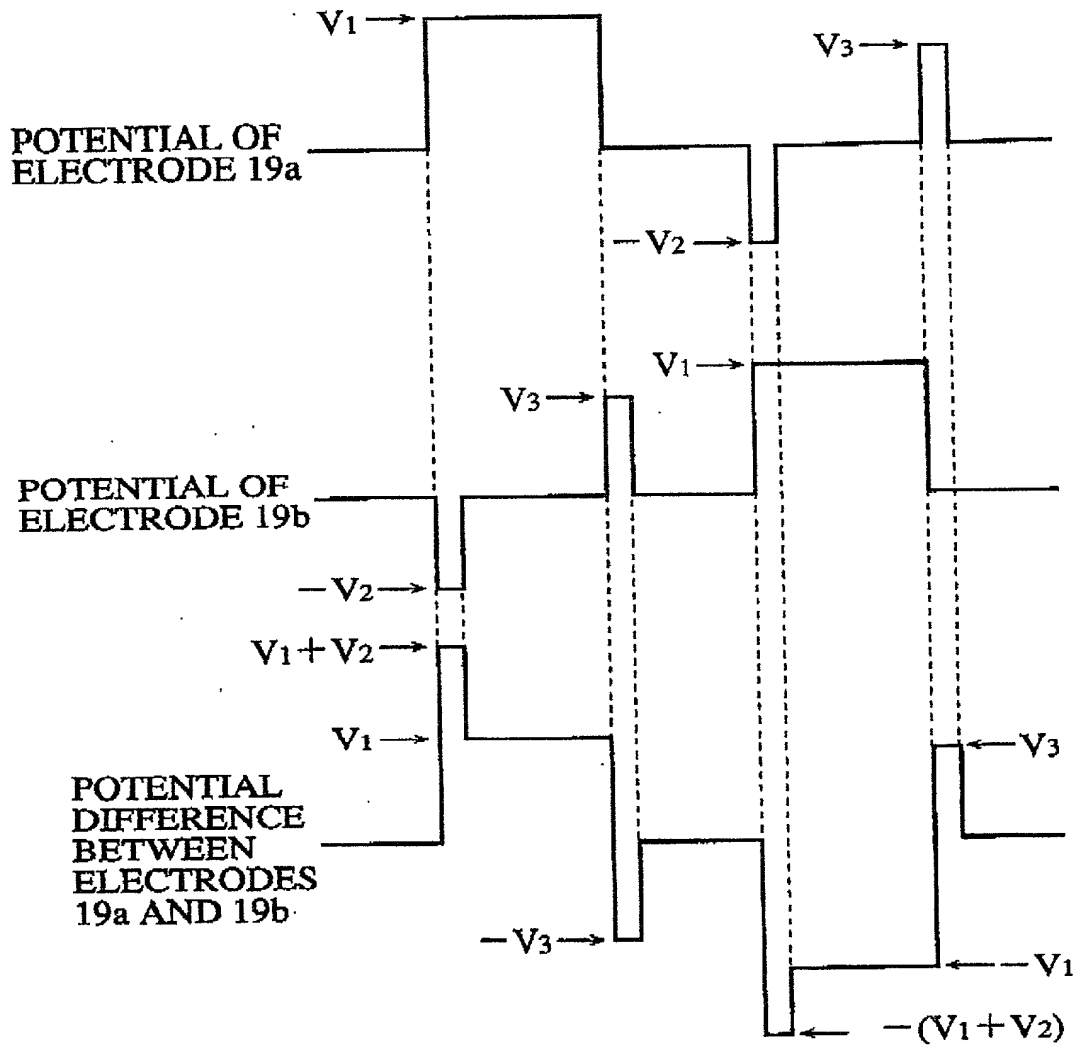 V1
V3
POTENTIAL OF
ELECTRODE 19a
−V2
V1
V3
POTENTIAL OF
ELECTRODE 19b
−V2
V1+V2
V1
V3
POTENTIAL
DIFFERENCE
BETWEEN
ELECTRODES
19a AND 19b
−V3
−V1
−(V1+V2)